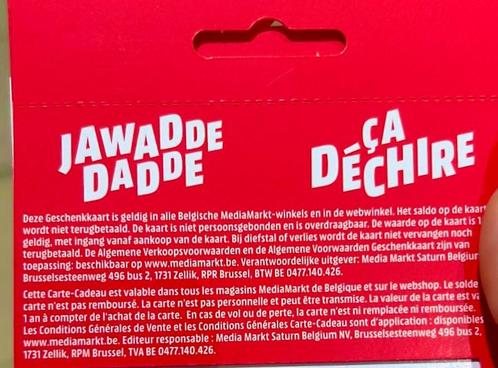 JAWADDE
DADDE
ÇA
DÉCHIRE
Deze Geschenkkaart is geldig in alle Belgische MediaMarkt-winkels en in de webwinkel. Het saldo op de kaart
wordt niet terugbetaald. De kaart is niet persoonsgebonden en is overdraagbaar. De waarde op de kaart is 1
geldig, met ingang vanaf aankoop van de kaart. Bij diefstal of verlies wordt de kaart niet vervangen noch
terugbetaald. De Algemene Verkoopsvoorwaarden en de Algemene Voorwaarden Geschenkkaart zijn van
toepassing: beschikbaar op www.mediamarkt.be. Verantwoordelijke uitgever: Media Markt Saturn Belgium
Brusselsesteenweg 496 bus 2, 1731 Zellik, RPR Brussel, BTW BE 0477.140.426.
Cette Carte-Cadeau est valable dans tous les magasins MediaMarkt de Belgique et sur le webshop. Le solde
carte n'est pas remboursé. La carte n'est pas personnelle et peut être transmise. La valeur de la carte est
1 an à compter de l'achat de la carte. En cas de vol ou de perte, la carte n'est ni remplacée ni remboursée.
Les Conditions Générales de Vente et les Conditions Générales Carte-Cadeau sont d'application : disponibles
www.mediamarkt.be. Editeur responsable : Media Markt Saturn Belgium NV, Brusselsesteenweg 496 bus 2,
1731 Zellik, RPM Brussel, TVA BE 0477.140.426.